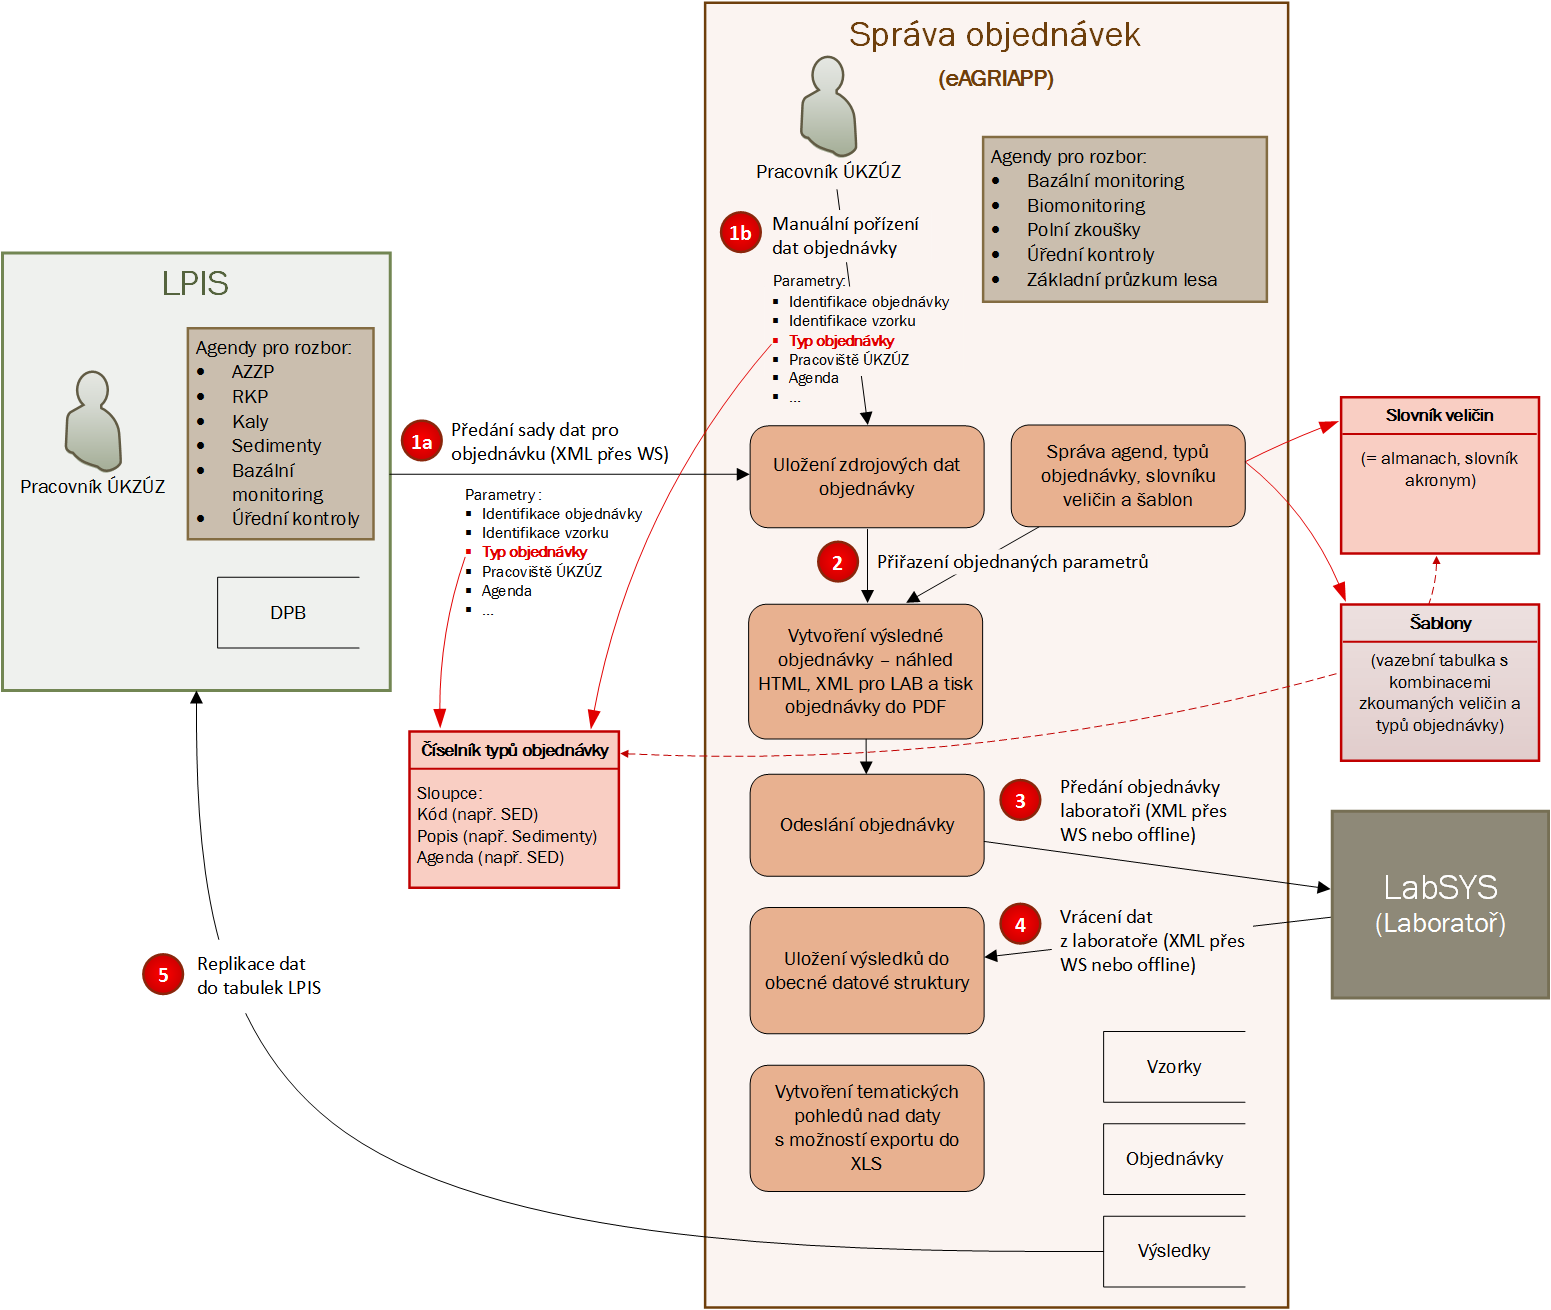 Správa objednávek
(eAGRIAPP)
Pracovník ÚKZÚZ
Agendy pro rozbor:
• Bazální monitoring
• Biomonitoring
• Polní zkoušky
• Úřední kontroly
• Základní průzkum lesa
1b
Manuální pořízení
dat objednávky
Parametry:
▪ Identifikace objednávky
▪ Identifikace vzorku
▪ Typ objednávky
▪ Pracoviště ÚKZÚZ
▪ Agenda
▪ ...
LPIS
Agendy pro rozbor:
• AZZP
• RKP
• Kaly
• Sedimenty
• Bazální
monitoring
• Úřední kontroly
Pracovník ÚKZÚZ
DPB
1a
Předání sady dat pro
objednávku (XML přes WS)
Parametry :
▪ Identifikace objednávky
▪ Identifikace vzorku
▪ Typ objednávky
▪ Pracoviště ÚKZÚZ
▪ Agenda
▪ ...
Uložení zdrojových dat
objednávky
Správa agend, typů
objednávky, slovníku
veličin a šablon
Slovník veličin
(= almanach, slovník
akronym)
2
Přiřazení objednaných parametrů
Vytvoření výsledné
objednávky – náhled
HTML, XML pro LAB a tisk
objednávky do PDF
Šablony
(vazební tabulka s
kombinacemi
zkoumaných veličin a
typů objednávky)
Číselník typů objednávky
Sloupce:
Kód (např. SED)
Popis (např. Sedimenty)
Agenda (např. SED)
Odeslání objednávky
3
Předání objednávky
laboratoři (XML přes
WS nebo offline)
LabSYS
(Laboratoř)
4
Vrácení dat
z laboratoře (XML přes
WS nebo offline)
Uložení výsledků do
obecné datové struktury
5
Replikace dat
do tabulek LPIS
Vytvoření tematických
pohledů nad daty
s možností exportu do
XLS
Vzorky
Objednávky
Výsledky